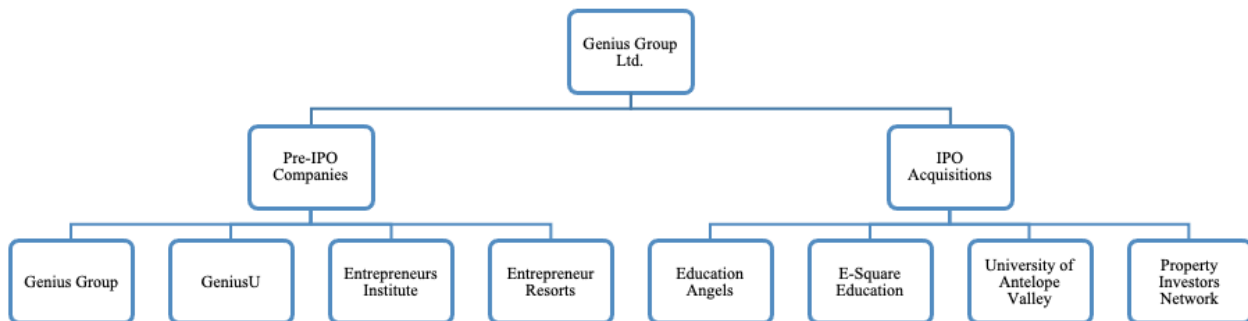 Genius Group
Ltd.
Pre-IPO
Companies
IPO
Acquisitions
Genius Group
GeniusU
Entrepreneurs
Institute
Entrepreneur
Resorts
Education
Angels
E-Square
Education
University of
Antelope
Valley
Property
Investors
Network